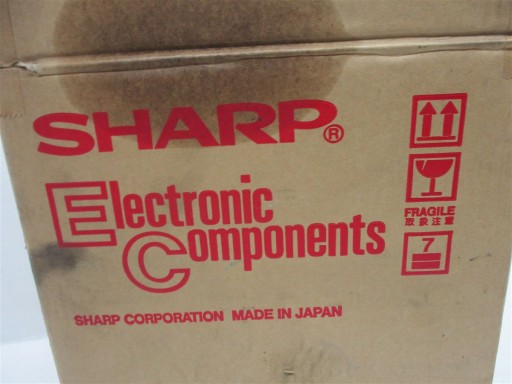 SHARP®
Electronic
Components
SHARP CORPORATION MADE IN JAPAN
FRAGILE
取扱注意
7